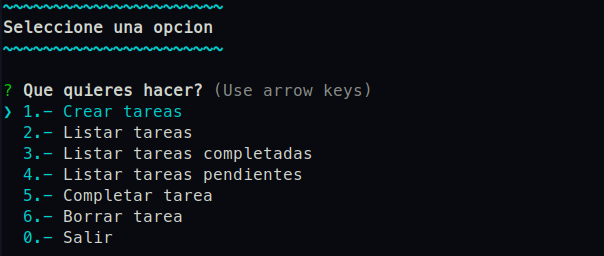 ~~~~~~~~~~~~~~~~~~~~~~
Seleccione una opcion
~~~~~~~~~~~~~~~~~~~~~~
? Que quieres hacer? (Use arrow keys)
❯ 1.- Crear tareas
2.- Listar tareas
3.- Listar tareas completadas
4.- Listar tareas pendientes
5.- Completar tarea
6.- Borrar tarea
0.- Salir